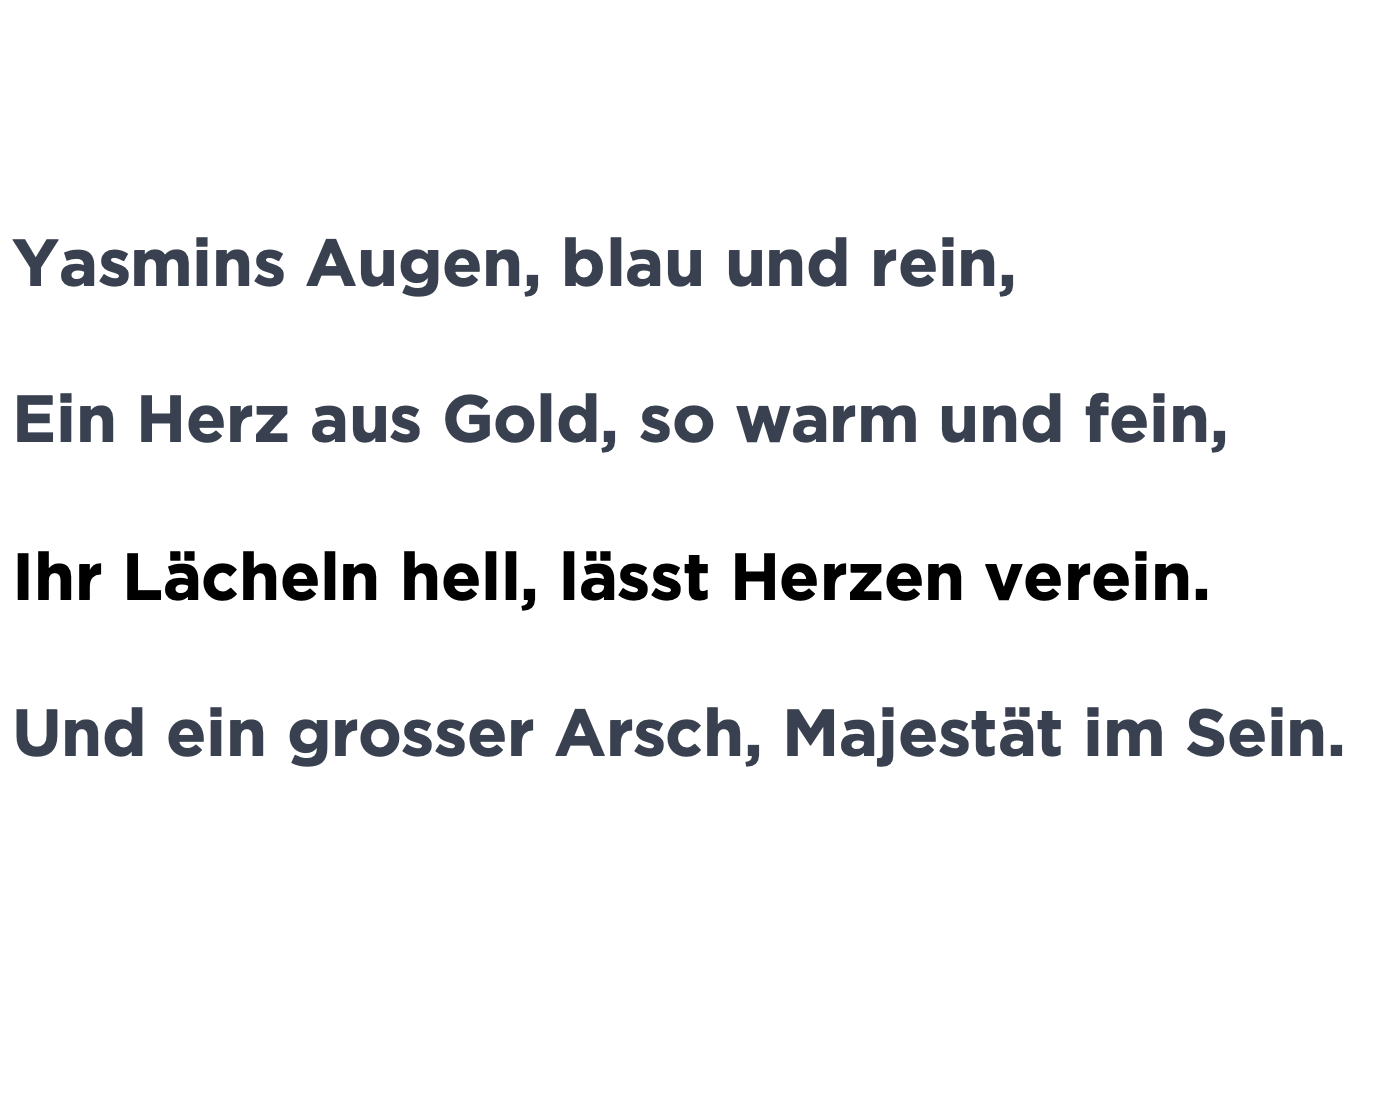 Yasmins Augen, blau und rein,
Ein Herz aus Gold, so warm und fein,
Ihr Lächeln hell, lässt Herzen verein.
Und ein grosser Arsch, Majestät im Sein.